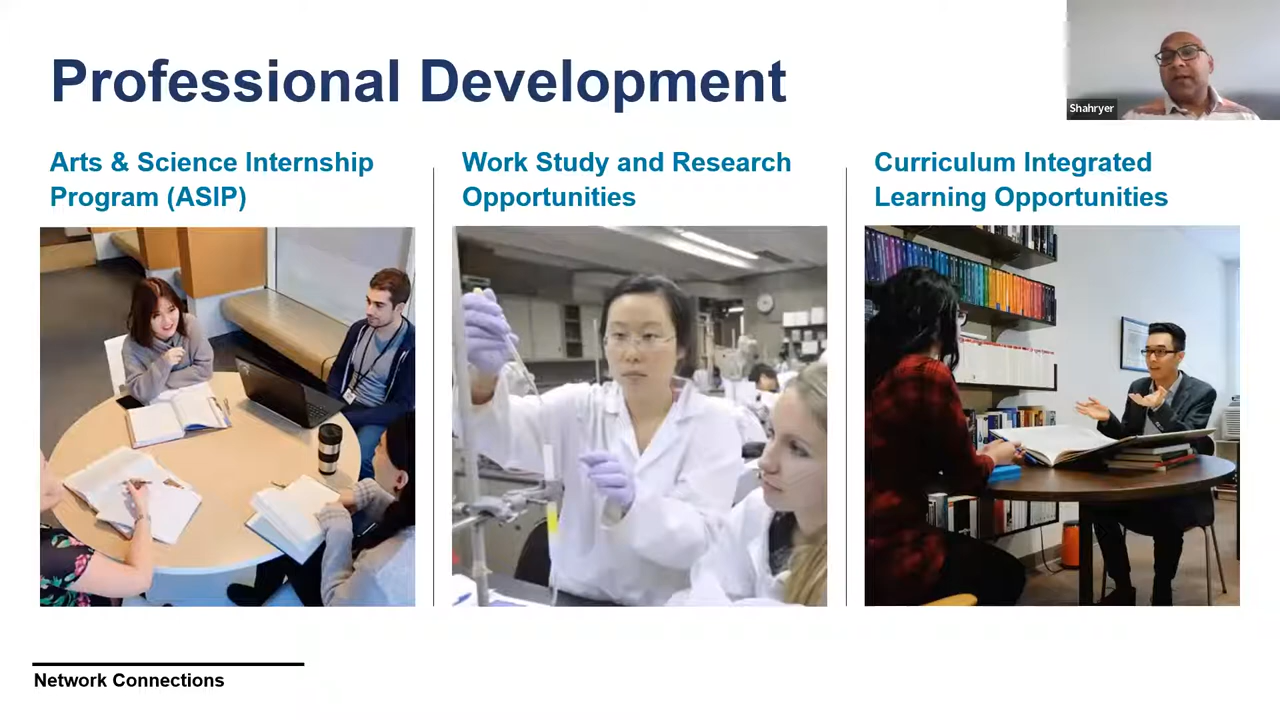 Professional Development
Shahryer
Arts & Science Internship
Program (ASIP)
Work Study and Research
Opportunities
Curriculum Integrated
Learning Opportunities
Network Connections